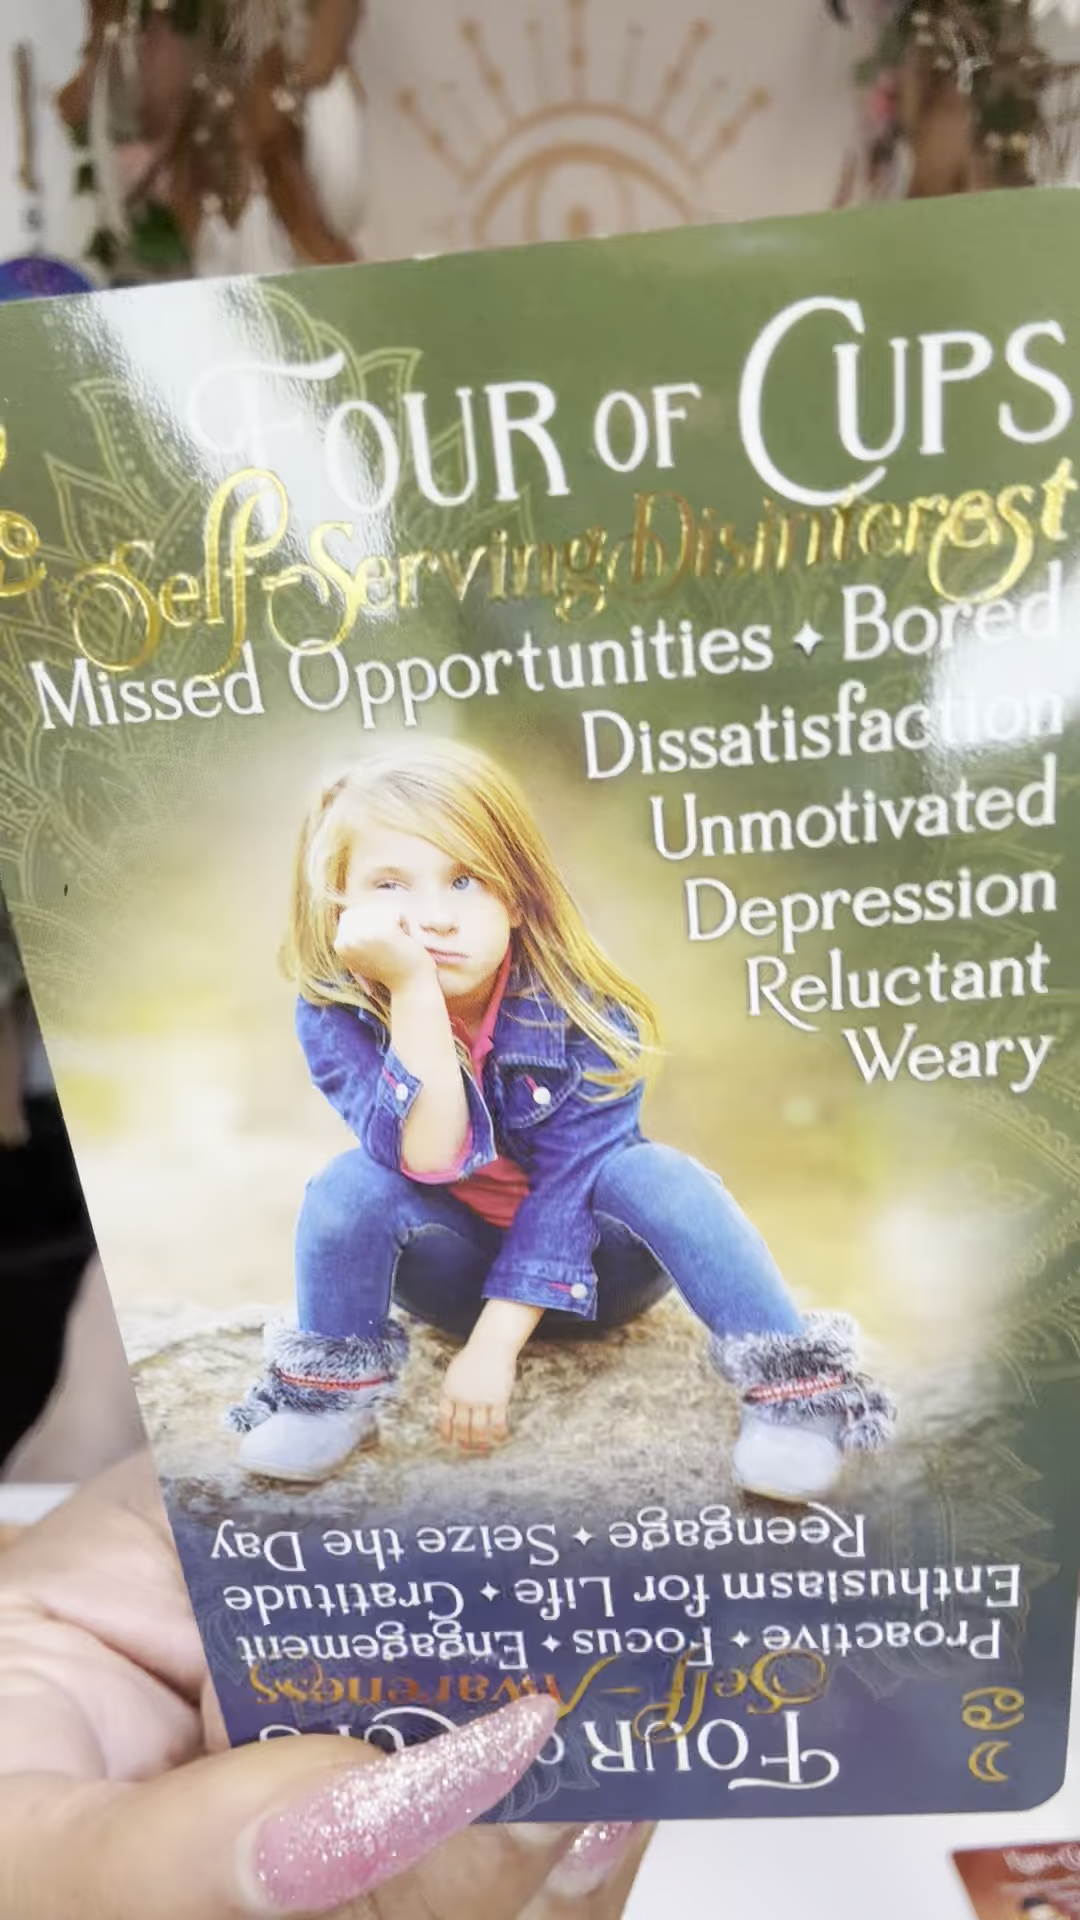 Four of Cups
Self-Serving Disinterest
Missed Opportunities ✦ Bored
Dissatisfaction
Unmotivated
Depression
Reluctant
Weary
Four
Self-Awareness
Proactive ✦ Focus ✦ Engagement
Enthusiasm for Life ✦ Gratitude
Reengage ✦ Seize the Day